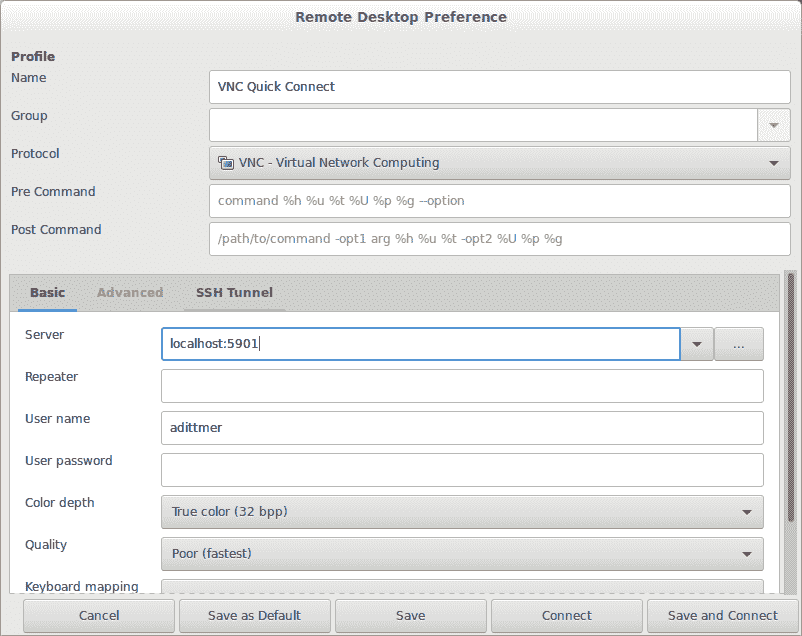 Remote Desktop Preference
Profile
Name
VNC Quick Connect
Group
Protocol
VNC - Virtual Network Computing
Pre Command
command %h %u %t %U %p %g --option
Post Command
/path/to/command -opt1 arg %h %u %t -opt2 %U %p %g
Basic Advanced SSH Tunnel
Server
localhost:5901
...
Repeater
User name
adittmer
User password
Color depth
True color (32 bpp)
Quality
Poor (fastest)
Keyboard mapping
Cancel Save as Default Save Connect Save and Connect